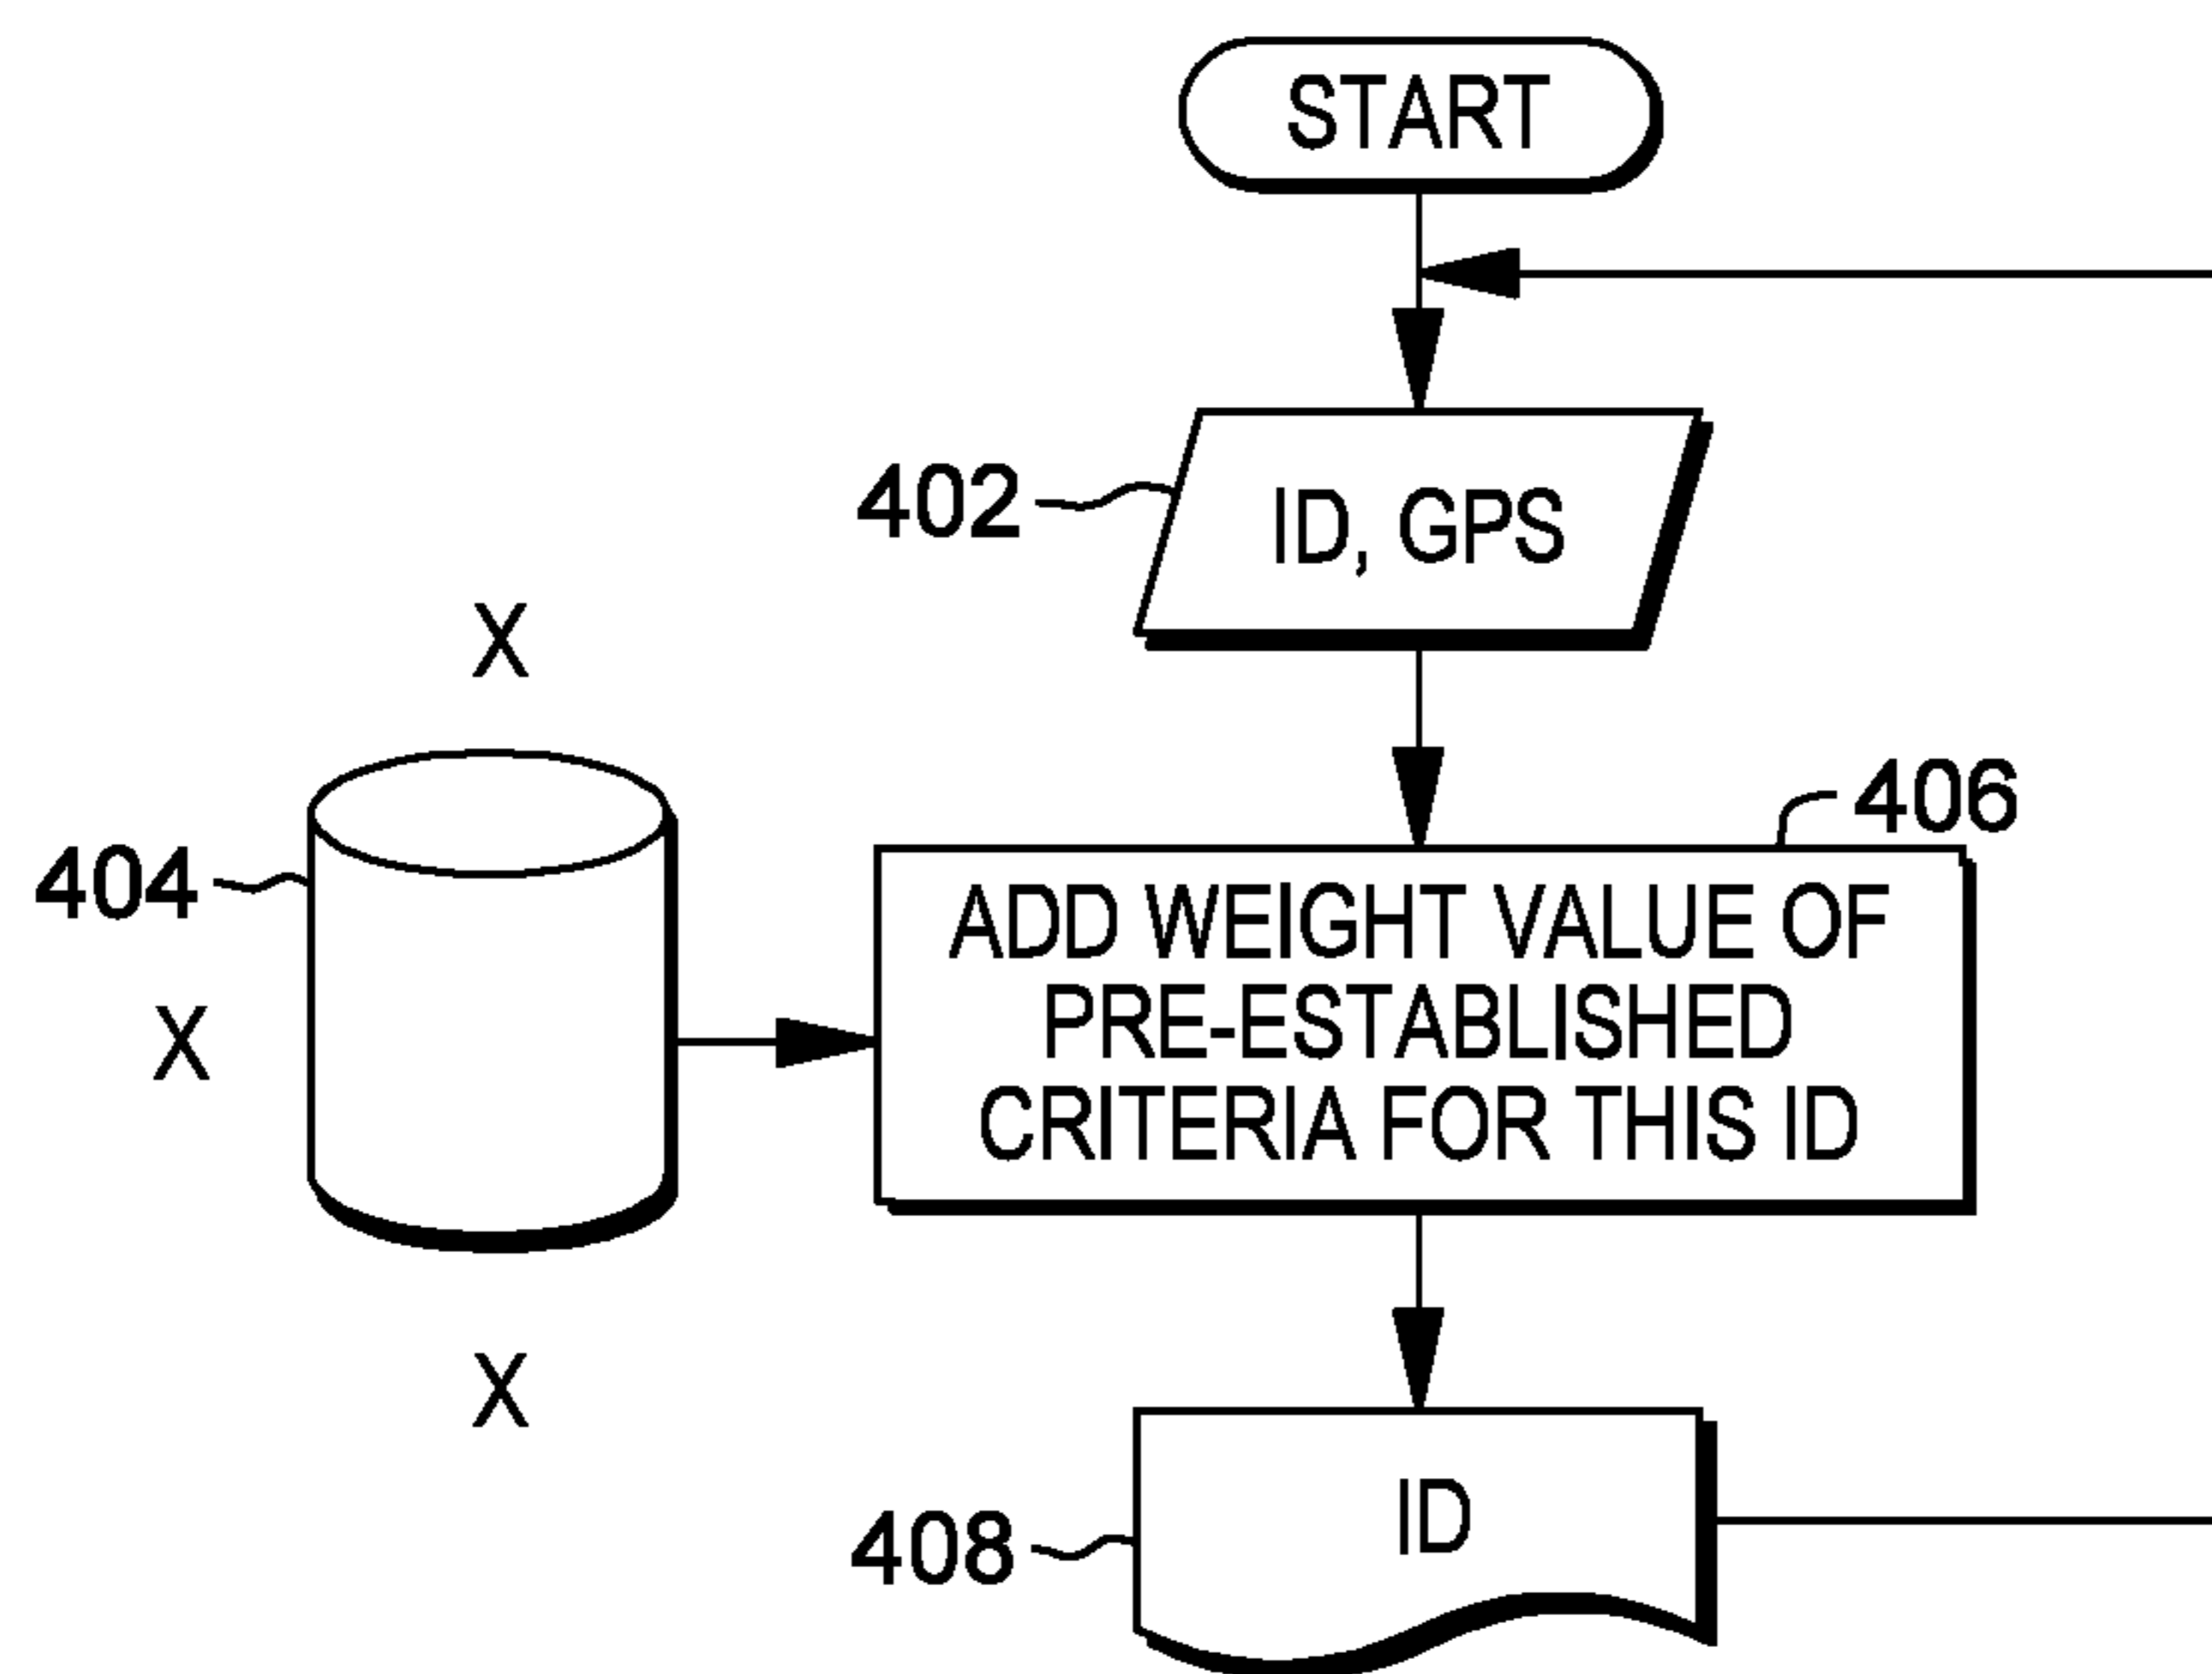 START
402
ID, GPS
X
404
X
X
406
ADD WEIGHT VALUE OF
PRE-ESTABLISHED
CRITERIA FOR THIS ID
408
ID